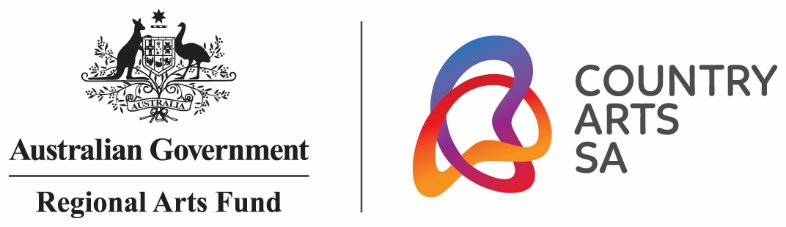 AUSTRALIA
Australian Government
Regional Arts Fund
COUNTRY
ARTS
SA